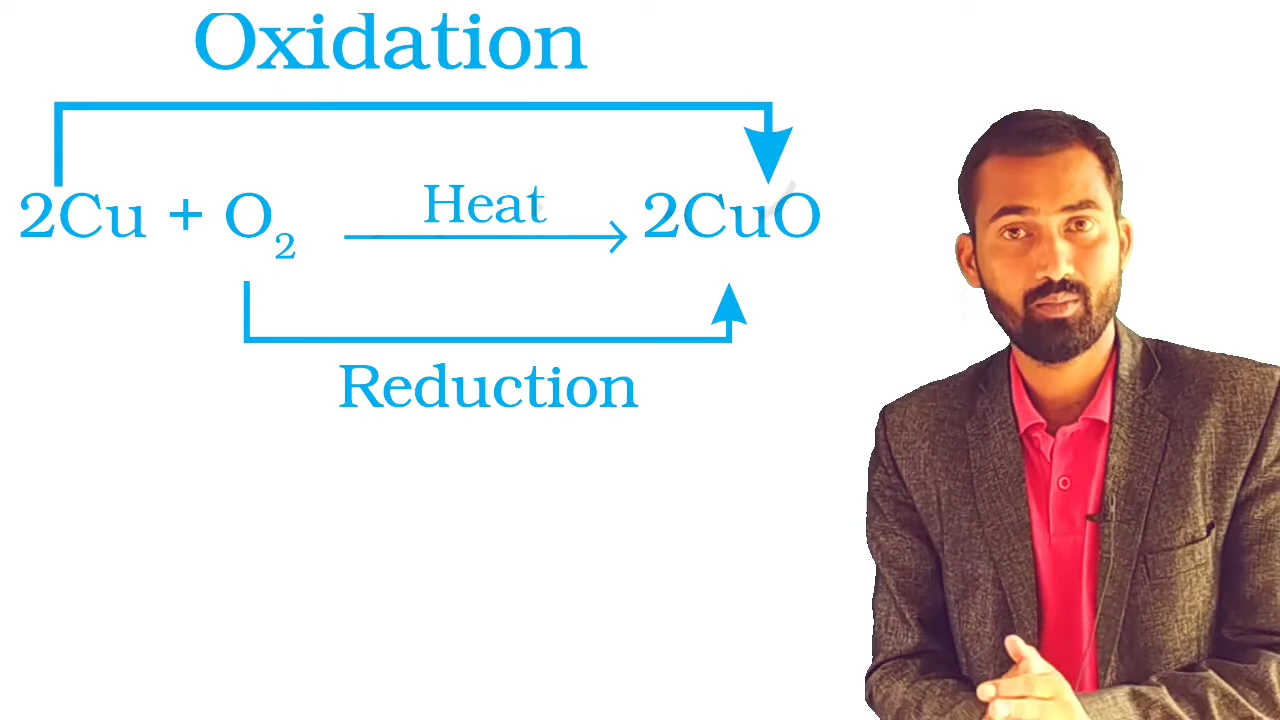 Oxidation
2Cu + O₂ Heat 2CuO
Reduction